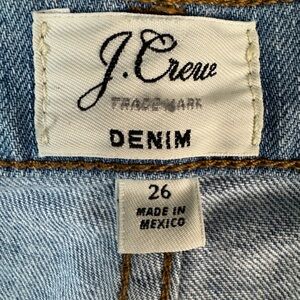 J.Crew
TRADEMARK
DENIM
26
MADE IN
MEXICO